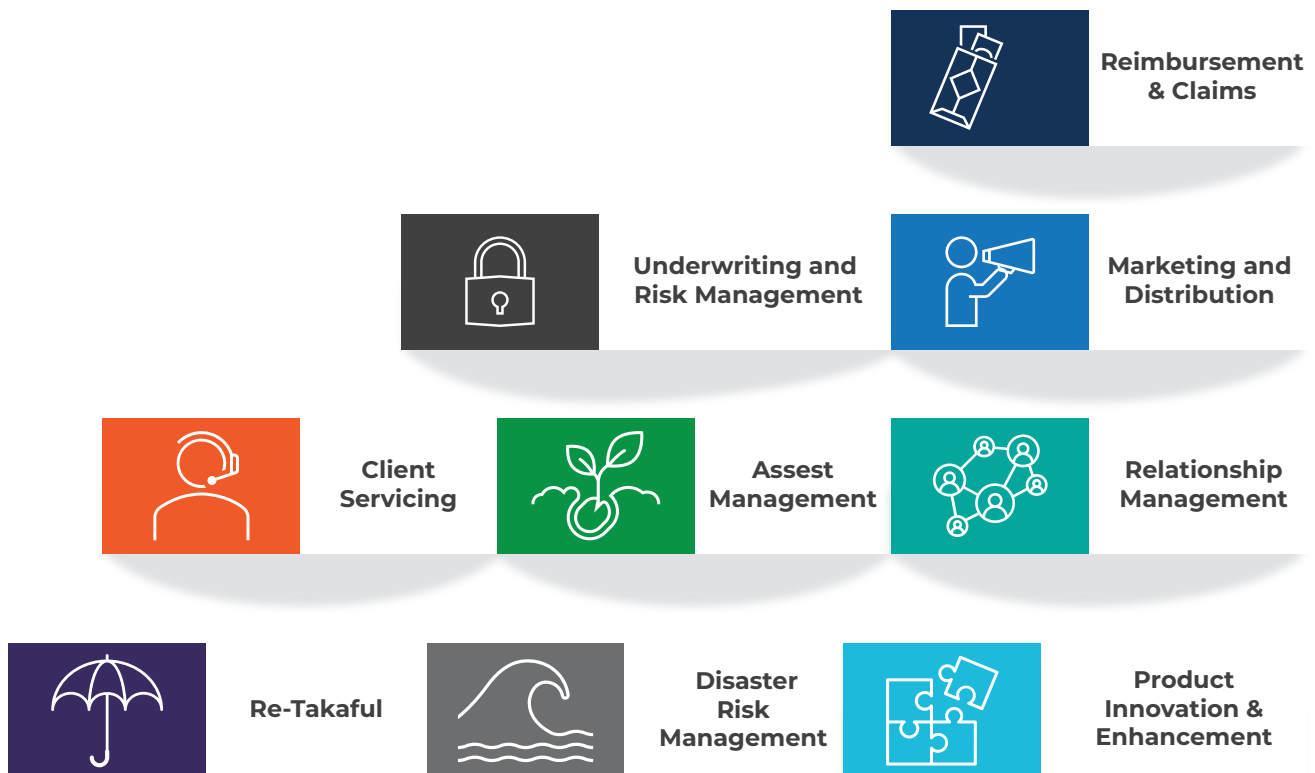 Reimbursement
& Claims
Underwriting and
Risk Management
Marketing and
Distribution
Client
Servicing
Assest
Management
Relationship
Management
Re-Takaful
Disaster
Risk
Management
Product
Innovation &
Enhancement